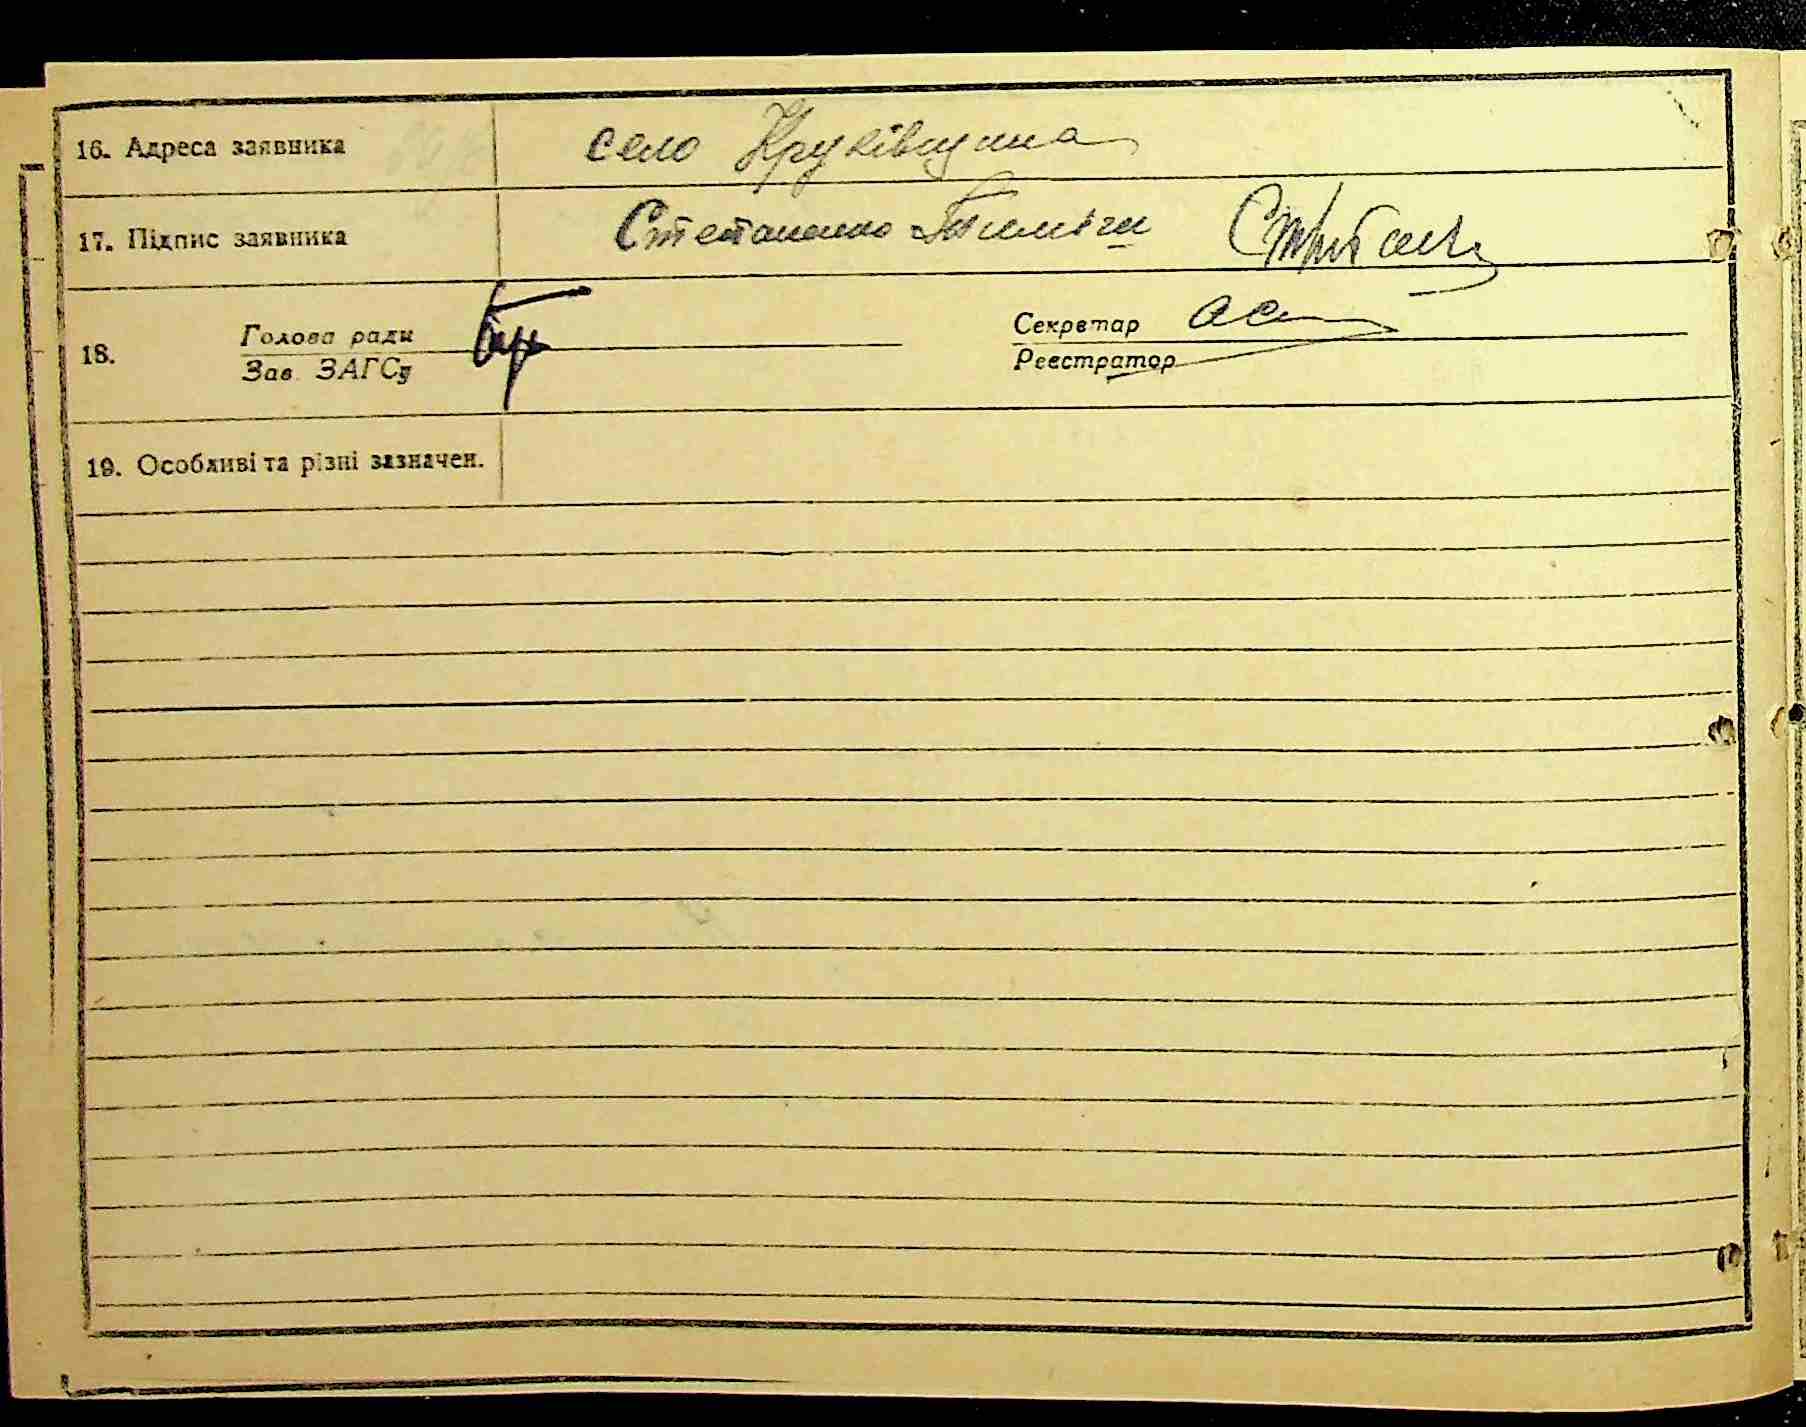 16. Адреса заявника село Круківщина
17. Підпис заявника Степаненко
18. Голова ради Секретар
Зав. ЗАГСу Реєстратор
19. Особливі та різні зазначен.